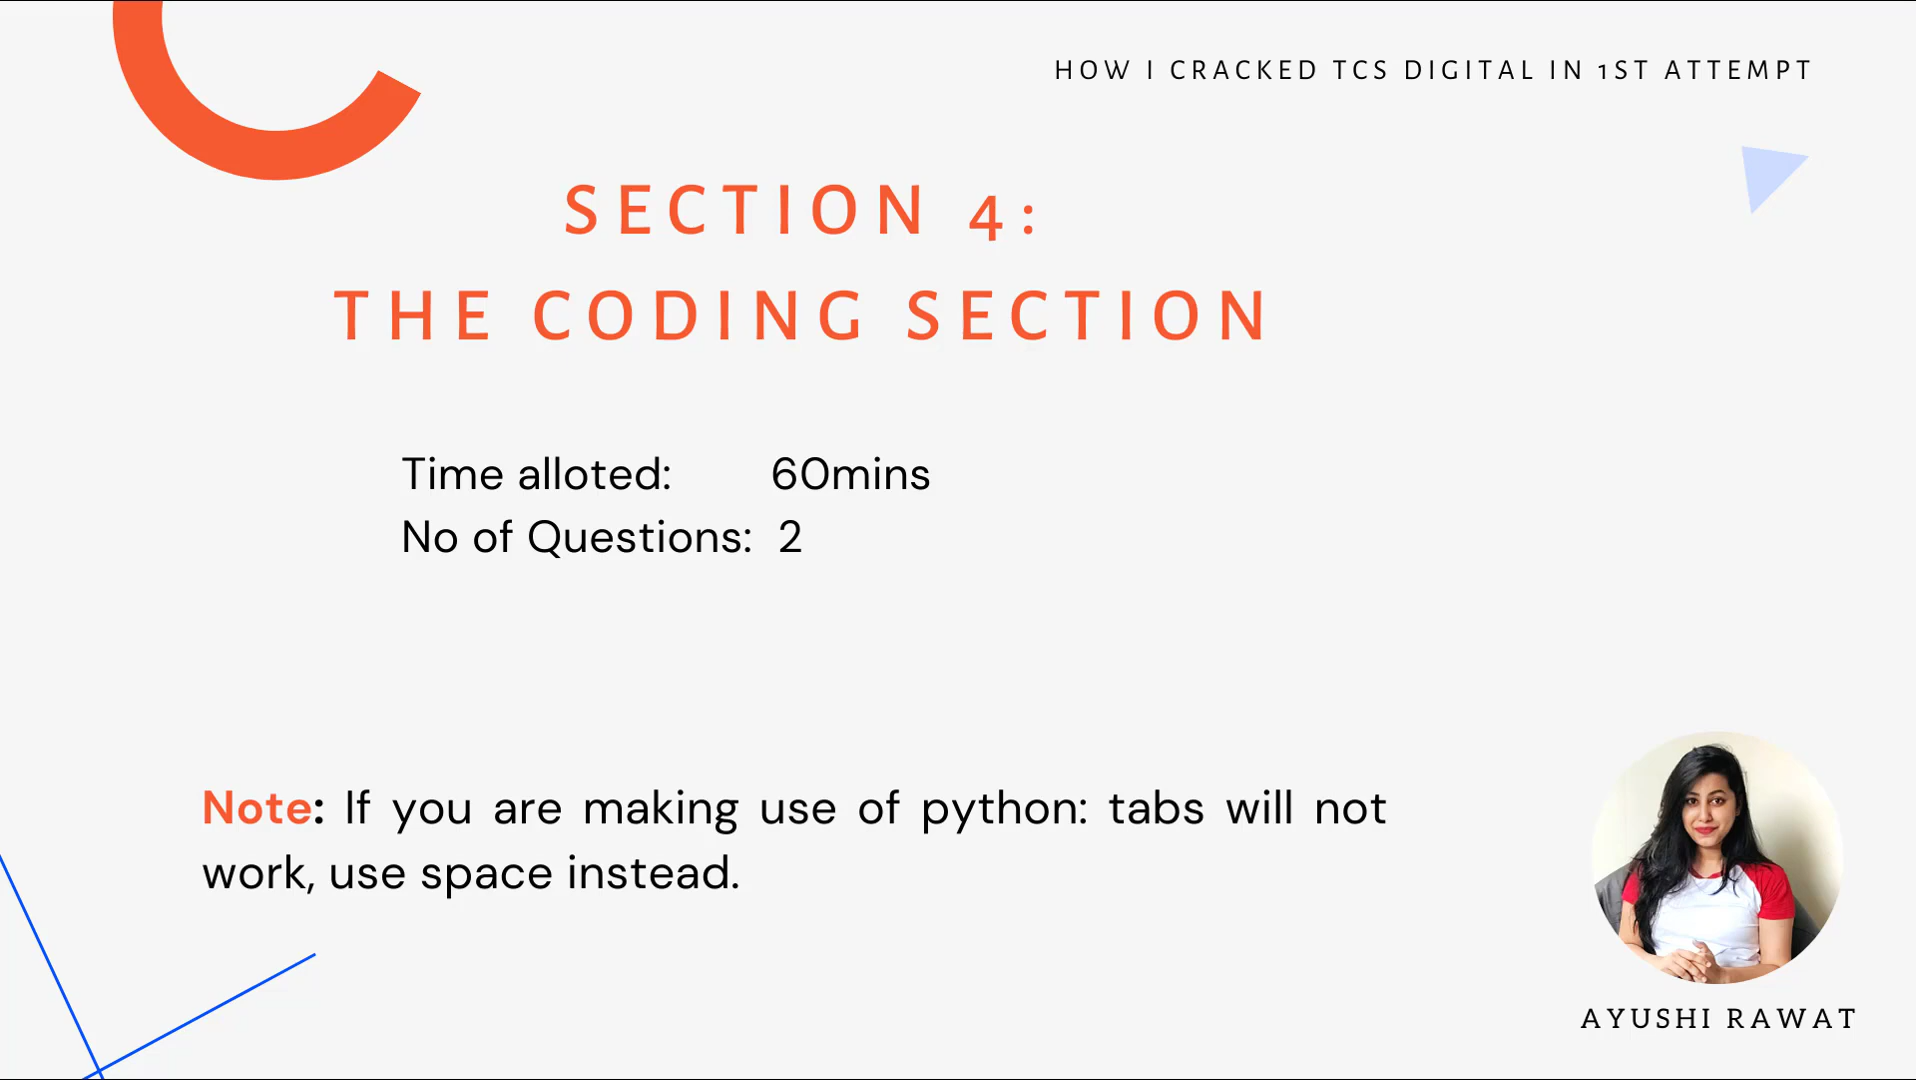 HOW I CRACKED TCS DIGITAL IN 1ST ATTEMPT
SECTION 4:
THE CODING SECTION
Time alloted: 60mins
No of Questions: 2
Note: If you are making use of python: tabs will not
work, use space instead.
AYUSHI RAWAT